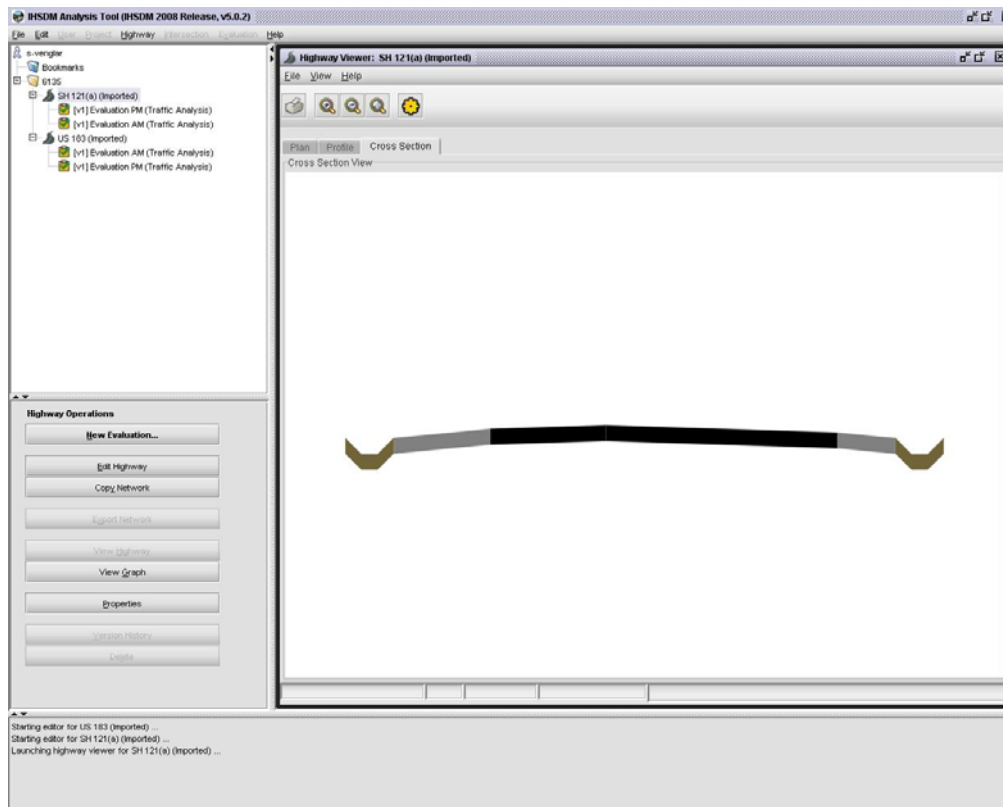 IHSDM Analysis Tool (IHSDM 2008 Release, v5.0.2)
File Edit User Project Highway Intersection Evaluation Help
s-venglar
Bookmarks
6135
SH 121(a) (Imported)
[v1] Evaluation PM (Traffic Analysis)
[v1] Evaluation AM (Traffic Analysis)
US 183 (Imported)
[v1] Evaluation AM (Traffic Analysis)
[v1] Evaluation PM (Traffic Analysis)
Highway Operations
New Evaluation...
Edit Highway
Copy Network
Export Network
View Highway
View Graph
Properties
Version History
Delete
Highway Viewer: SH 121(a) (Imported)
File View Help
Plan Profile Cross Section
Cross Section View
Starting editor for US 183 (Imported) ...
Starting editor for SH 121(a) (Imported) ...
Launching highway viewer for SH 121(a) (Imported) ...